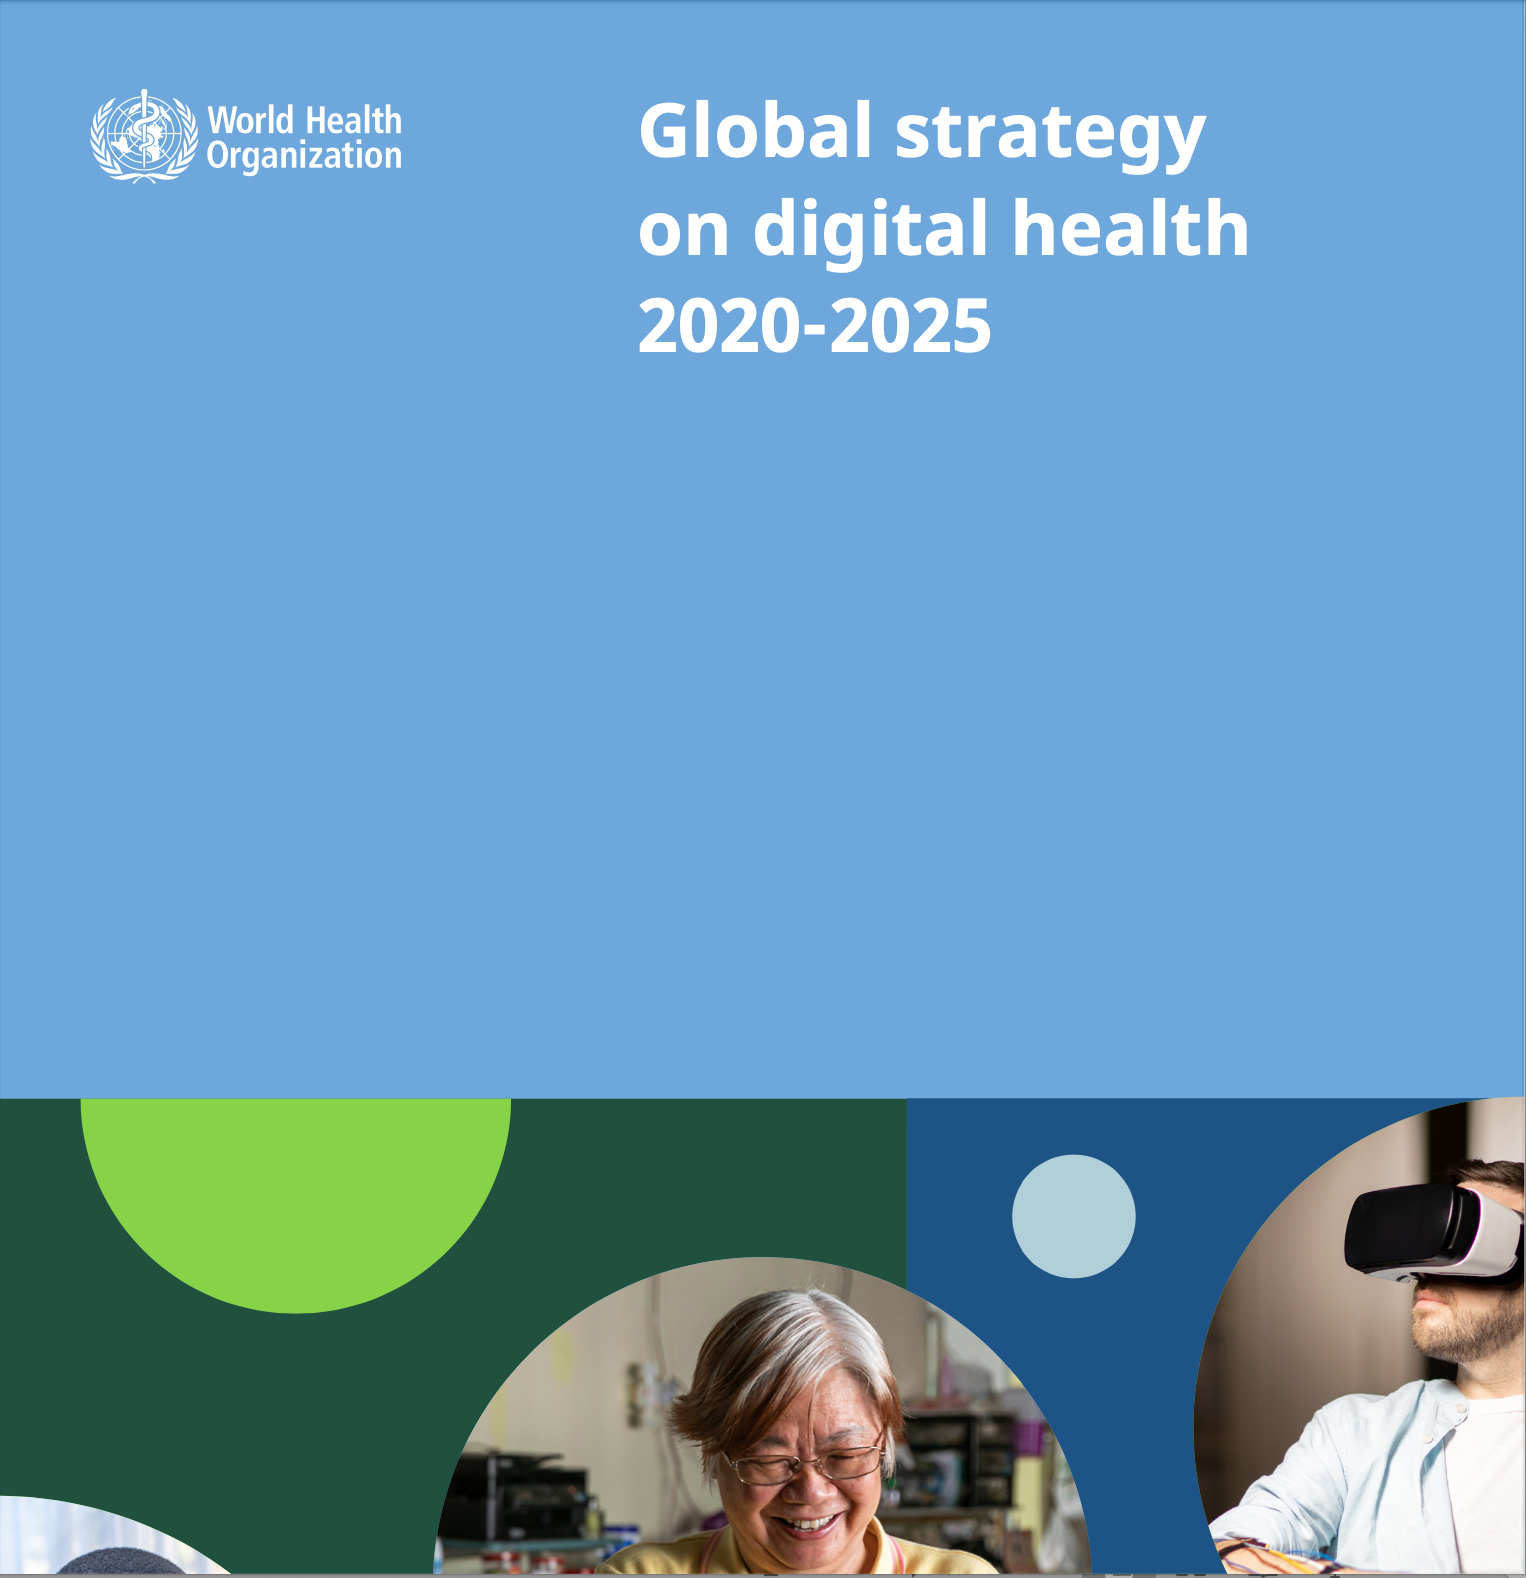 World Health
Organization
Global strategy
on digital health
2020-2025